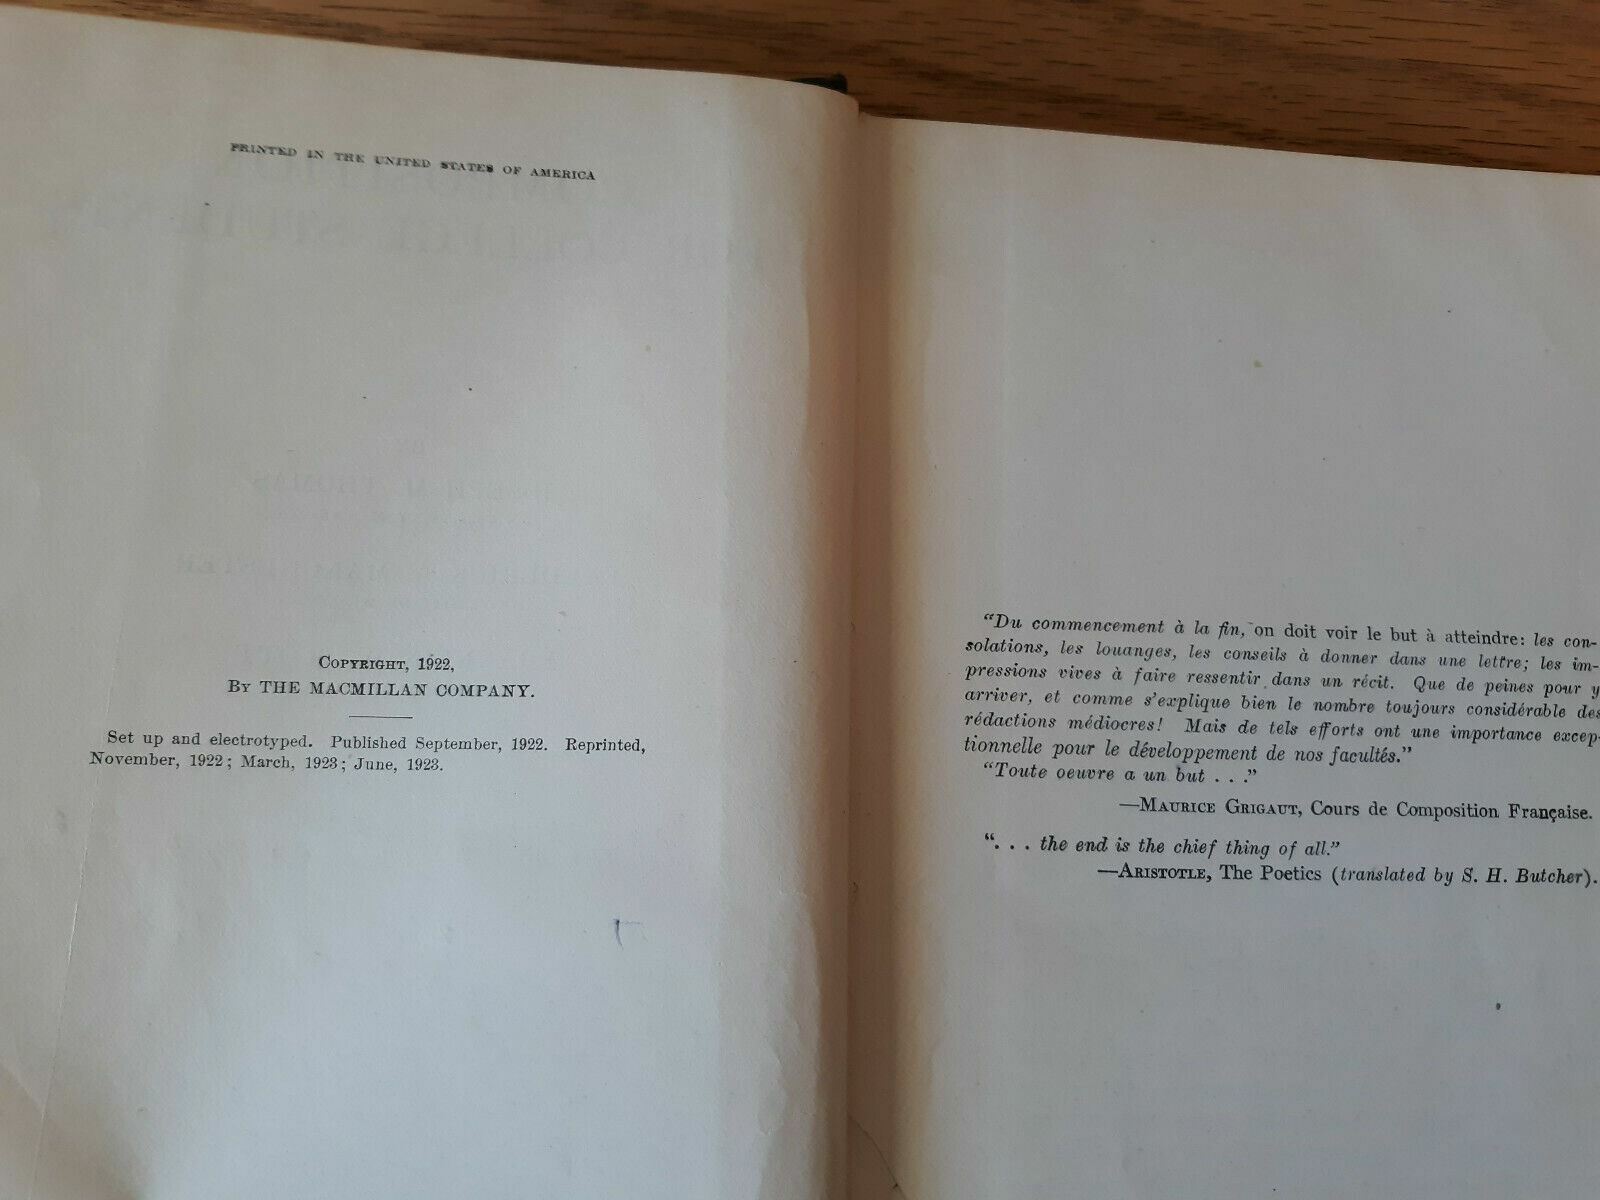 PRINTED IN THE UNITED STATES OF AMERICA
COPYRIGHT, 1922,
BY THE MACMILLAN COMPANY.
Set up and electrotyped. Published September, 1922. Reprinted,
November, 1922; March, 1923; June, 1923.
“Du commencement à la fin, on doit voir le but à atteindre: les con-
solations, les louanges, les conseils à donner dans une lettre; les im-
pressions vives à faire ressentir dans un récit. Que de peines pour y
arriver, et comme s’explique bien le nombre toujours considérable des
rédactions médiocres! Mais de tels efforts ont une importance excep-
tionnelle pour le développement de nos facultés.”
“Toute oeuvre a un but . . .”
—MAURICE GRIGAUT, Cours de Composition Française.
“. . . the end is the chief thing of all.”
—ARISTOTLE, The Poetics (translated by S. H. Butcher).